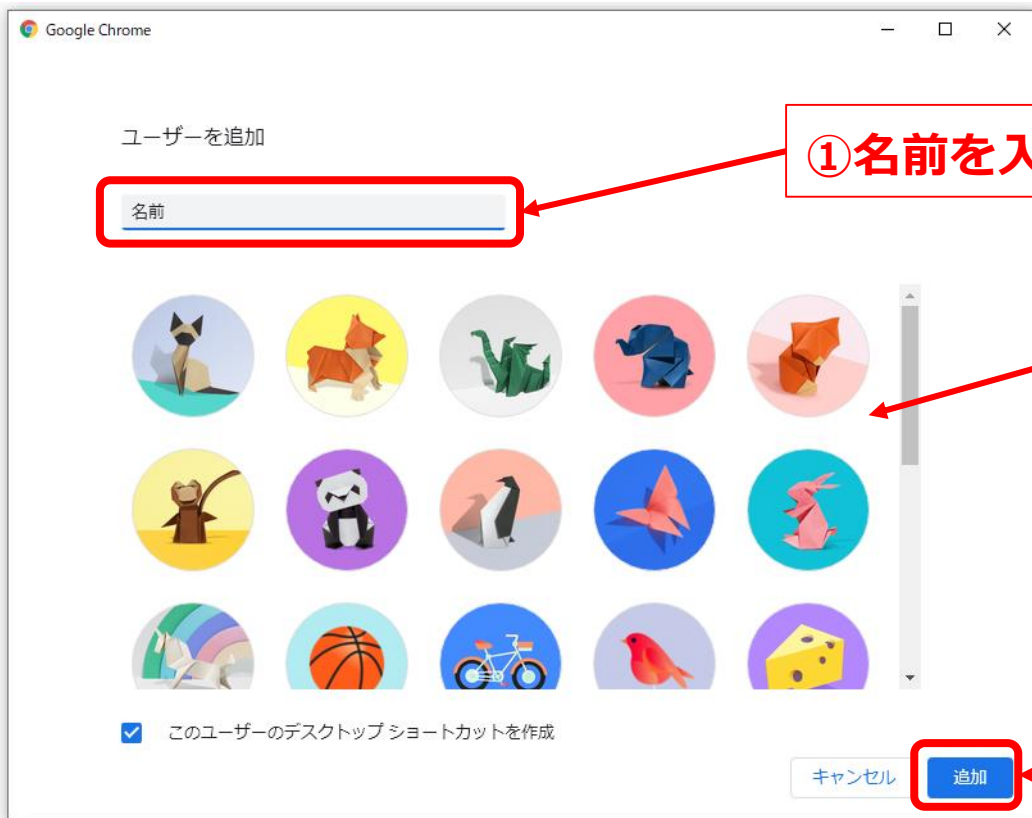 Google Chrome
ユーザーを追加
①名前を入
名前
このユーザーのデスクトップ ショートカットを作成
キャンセル
追加